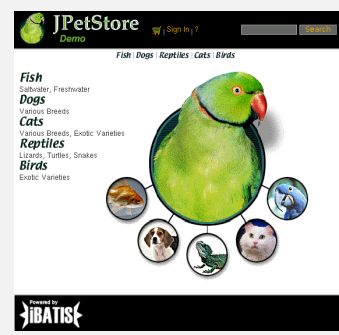 JPetStore
Demo
| Sign In | ?
Search
Fish | Dogs | Reptiles | Cats | Birds
Fish
Saltwater, Freshwater
Dogs
Various Breeds
Cats
Various Breeds, Exotic Varieties
Reptiles
Lizards, Turtles, Snakes
Birds
Exotic Varieties
Powered by
iBATIS